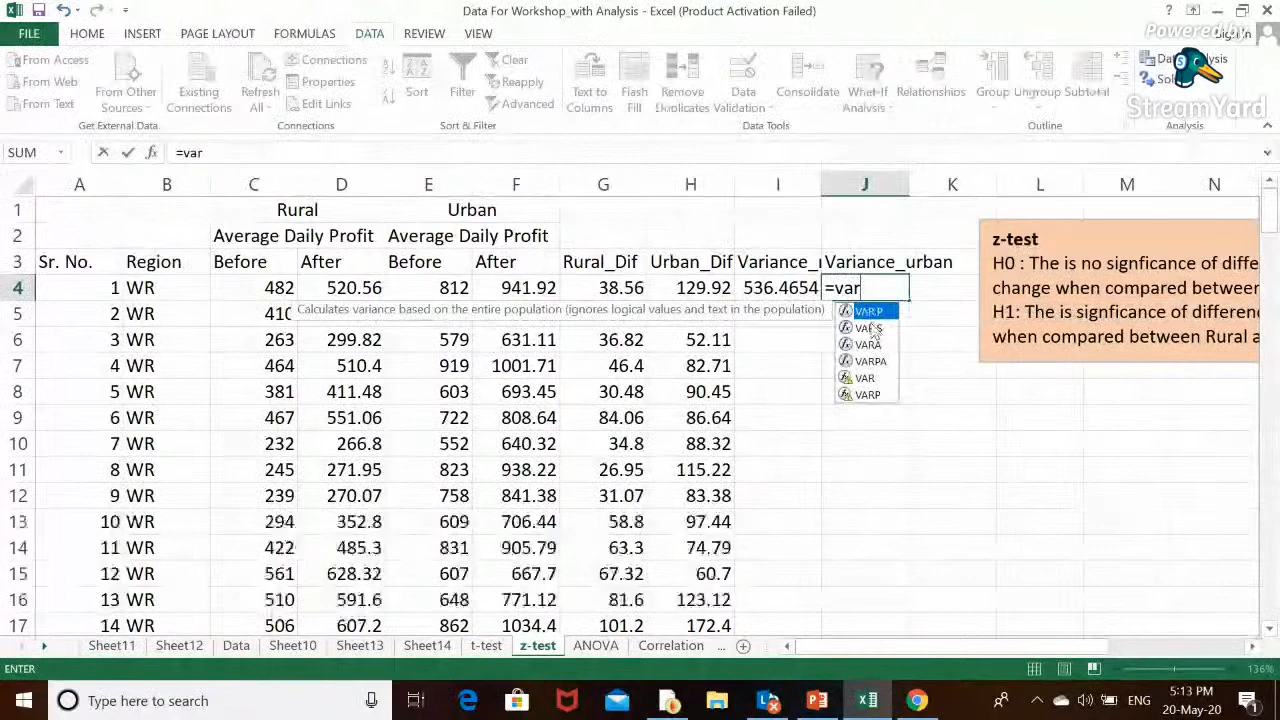 Data For Workshop_with Analysis - Excel (Product Activation Failed)
FILE HOME INSERT PAGE LAYOUT FORMULAS DATA REVIEW VIEW Sign in
Powered by
StreamYard
From Access
From Web
From Text
From Other Sources
Existing Connections
Get External Data
Refresh All
Connections
Properties
Edit Links
Connections
Sort
Filter
Clear
Reapply
Advanced
Sort & Filter
Text to Columns
Flash Fill
Remove Duplicates
Data Validation
Consolidate
What-If Analysis
Relationships
Data Tools
Group
Ungroup
Subtotal
Outline
Analysis
SUM =var
A B C D E F G H I J K L M N
1 Rural Urban
2 Average Daily Profit Average Daily Profit
3 Sr. No. Region Before After Before After Rural_Dif Urban_Dif Variance_r Variance_urban
4 1 WR 482 520.56 812 941.92 38.56 129.92 536.4654 =var
5 2 WR 410
Calculates variance based on the entire population (ignores logical values and text in the population)
6 3 WR 263 299.82 579 631.11 36.82 52.11
7 4 WR 464 510.4 919 1001.71 46.4 82.71
8 5 WR 381 411.48 603 693.45 30.48 90.45
9 6 WR 467 551.06 722 808.64 84.06 86.64
10 7 WR 232 266.8 552 640.32 34.8 88.32
11 8 WR 245 271.95 823 938.22 26.95 115.22
12 9 WR 239 270.07 758 841.38 31.07 83.38
13 10 WR 294 352.8 609 706.44 58.8 97.44
14 11 WR 422 485.3 831 905.79 63.3 74.79
15 12 WR 561 628.32 607 667.7 67.32 60.7
16 13 WR 510 591.6 648 771.12 81.6 123.12
17 14 WR 506 607.2 862 1034.4 101.2 172.4
VAR.P
VAR.S
VARA
VARPA
VAR
VARP
z-test
H0 : The is no signficance of diffe
change when compared between
H1: The is signficance of differenc
when compared between Rural a
Sheet11 Sheet12 Data Sheet10 Sheet13 Sheet14 t-test z-test ANOVA Correlation ...
ENTER 136%
Type here to search
ENG
5:13 PM
20-May-20
1